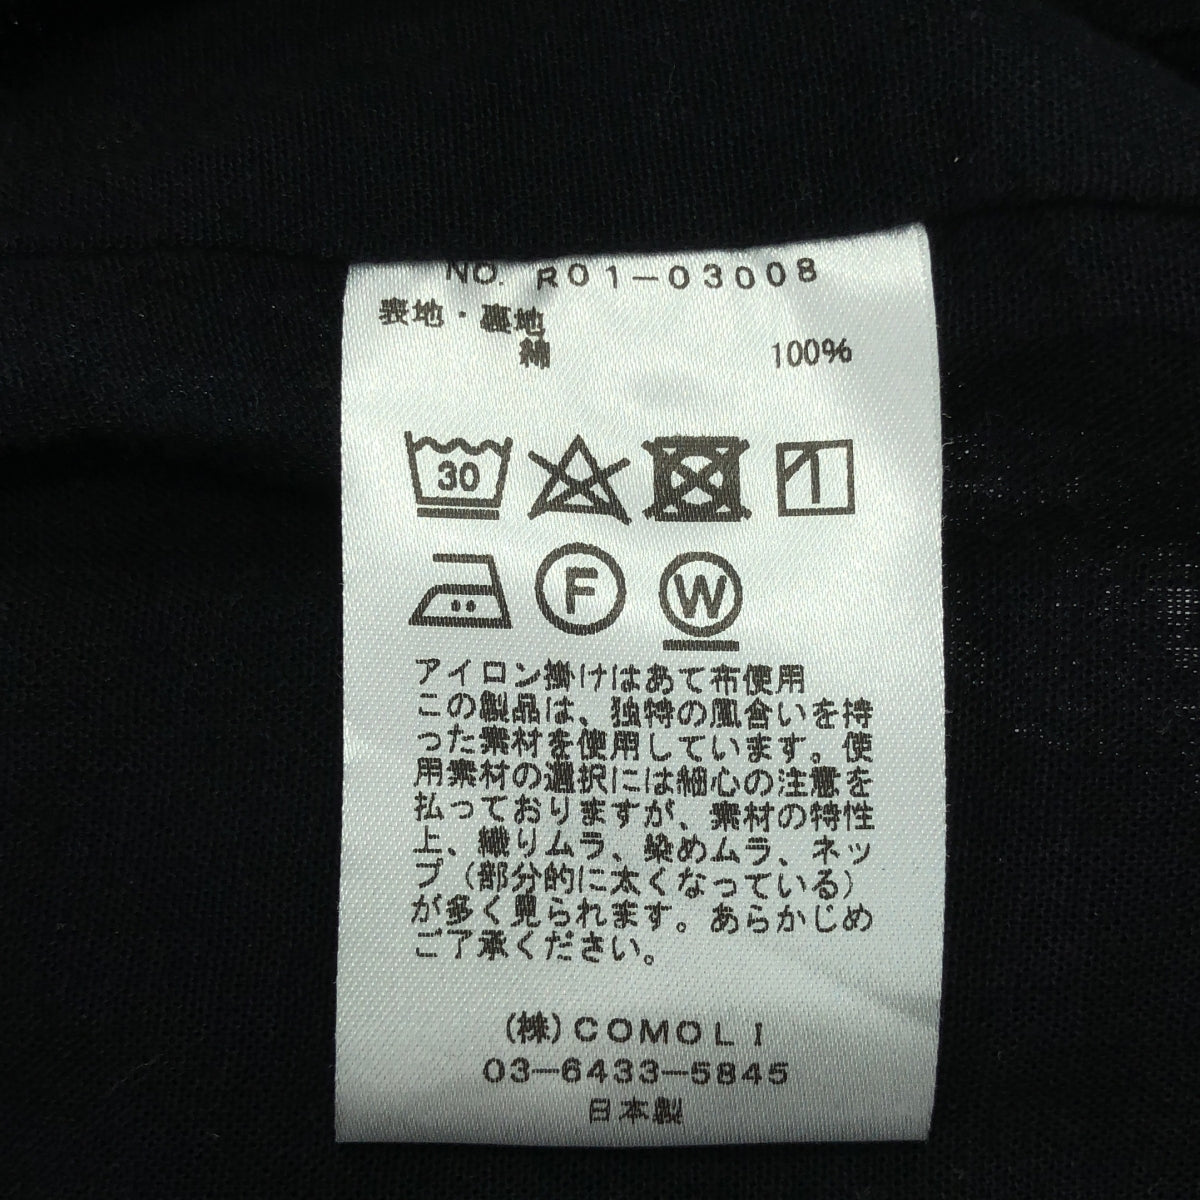 NO. R01-03008
表地・裏地
綿 100%
30
F W
アイロン掛けはあて布使用
この製品は、独特の風合いを持
った素材を使用しています。使
用素材の選択には細心の注意を
払っておりますが、素材の特性
上、織りムラ、染めムラ、ネッ
プ(部分的に太くなっている)
が多く見られます。あらかじめ
ご了承ください。
(株)COMOLI
03-6433-5845
日本製